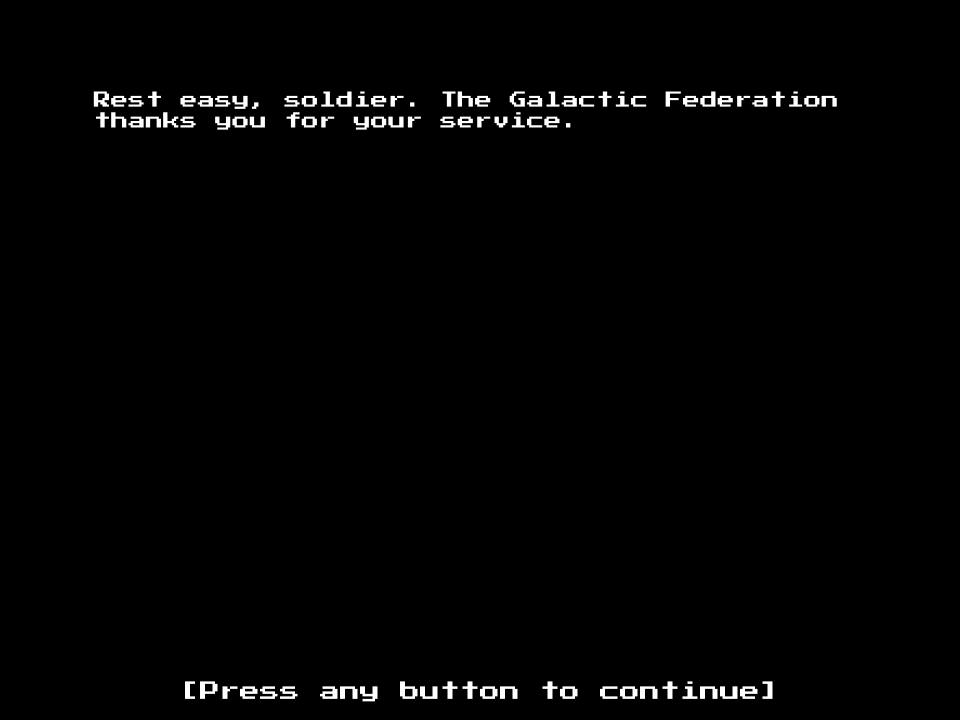 Rest easy, soldier. The Galactic Federation
thanks you for your service.
[Press any button to continue]